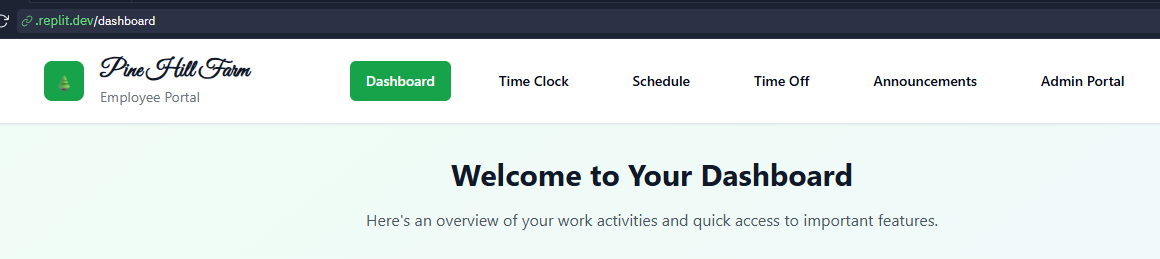 .replit.dev/dashboard
Pine Hill Farm
Employee Portal
Dashboard
Time Clock
Schedule
Time Off
Announcements
Admin Portal
Welcome to Your Dashboard
Here's an overview of your work activities and quick access to important features.